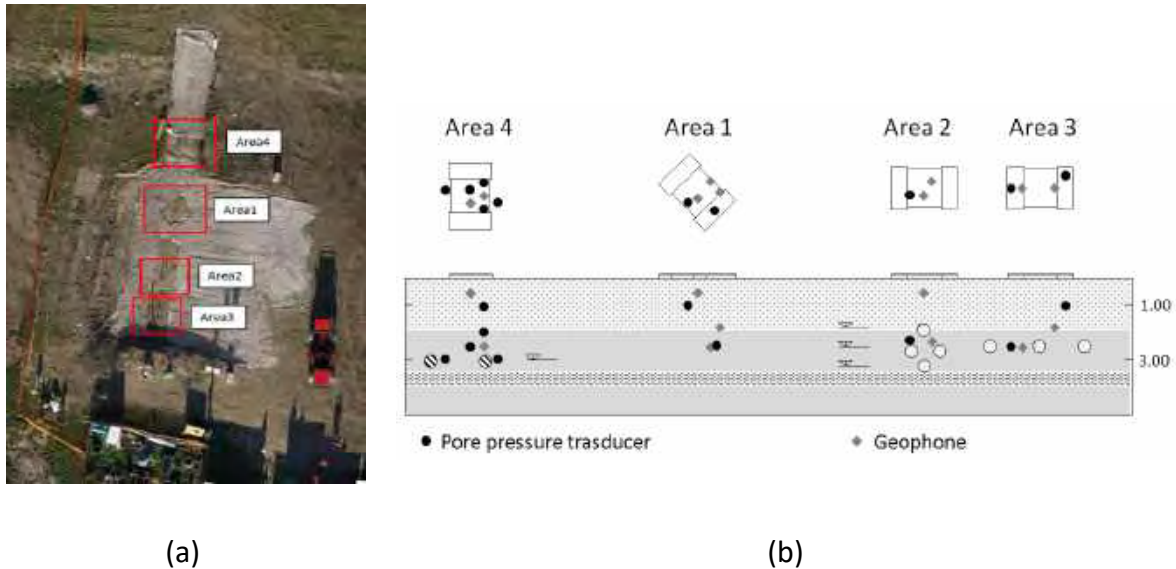 Area4
Area1
Area2
Area3
Area 4 Area 1 Area 2 Area 3
1.00
3.00
Pore pressure trasducer Geophone
(a) (b)